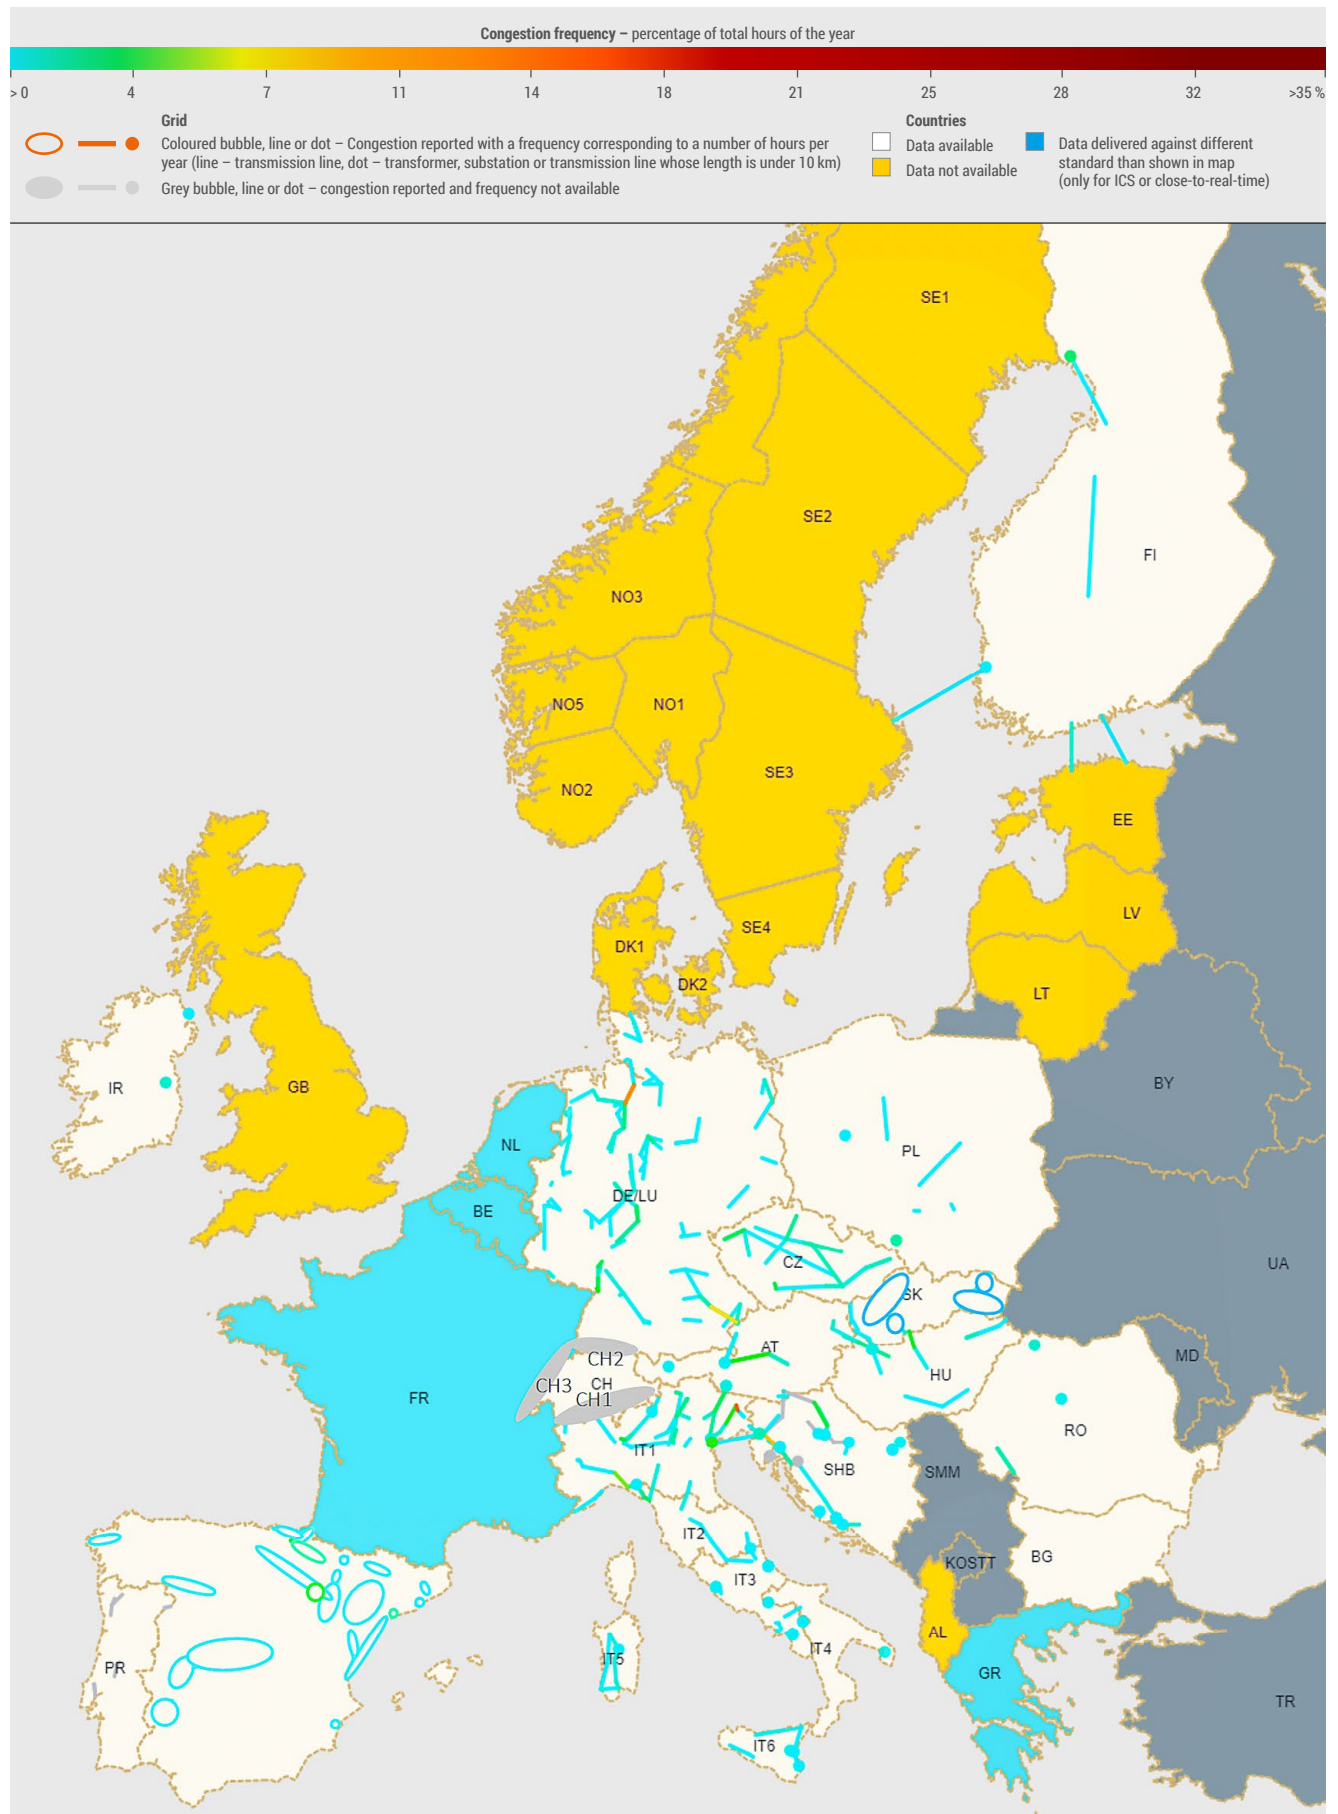 Congestion frequency – percentage of total hours of the year
> 0 4 7 11 14 18 21 25 28 32 >35 %
Grid
Coloured bubble, line or dot – Congestion reported with a frequency corresponding to a number of hours per
year (line – transmission line, dot – transformer, substation or transmission line whose length is under 10 km)
Grey bubble, line or dot – congestion reported and frequency not available
Countries
Data available
Data not available
Data delivered against different
standard than shown in map
(only for ICS or close-to-real-time)
SE1
SE2
FI
NO3
NO5
NO1
SE3
NO2
EE
LV
SE4
DK1
DK2
LT
BY
IR
GB
NL
PL
DE/LU
BE
UA
CZ
SK
AT
MD
CH2
HU
CH
CH3
CH1
FR
RO
IT1
SHB
SMM
IT2
BG
KOSTT
IT3
AL
IT4
IT5
PR
GR
TR
IT6